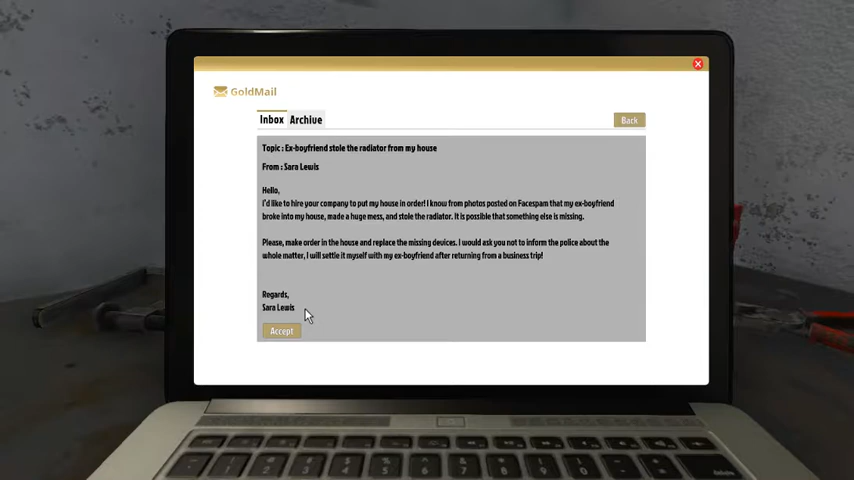 GoldMail
Inbox Archive
Back
Topic : Ex-boyfriend stole the radiator from my house
From : Sara Lewis
Hello,
I'd like to hire your company to put my house in order! I know from photos posted on Facespam that my ex-boyfriend
broke into my house, made a huge mess, and stole the radiator. It is possible that something else is missing.
Please, make order in the house and replace the missing devices. I would ask you not to inform the police about the
whole matter, I will settle it myself with my ex-boyfriend after returning from a business trip!
Regards,
Sara Lewis
Accept